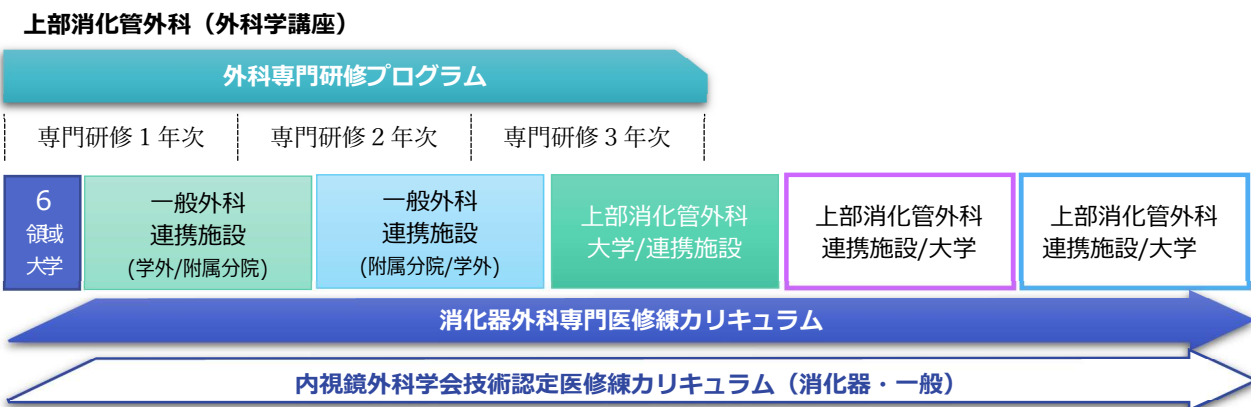 上部消化管外科（外科学講座）
外科専門研修プログラム
専門研修 1 年次
専門研修 2 年次
専門研修 3 年次
6
領域
大学
一般外科
連携施設
(学外/附属分院)
一般外科
連携施設
(附属分院/学外)
上部消化管外科
大学/連携施設
上部消化管外科
連携施設/大学
上部消化管外科
連携施設/大学
消化器外科専門医修練カリキュラム
内視鏡外科学会技術認定医修練カリキュラム（消化器・一般）